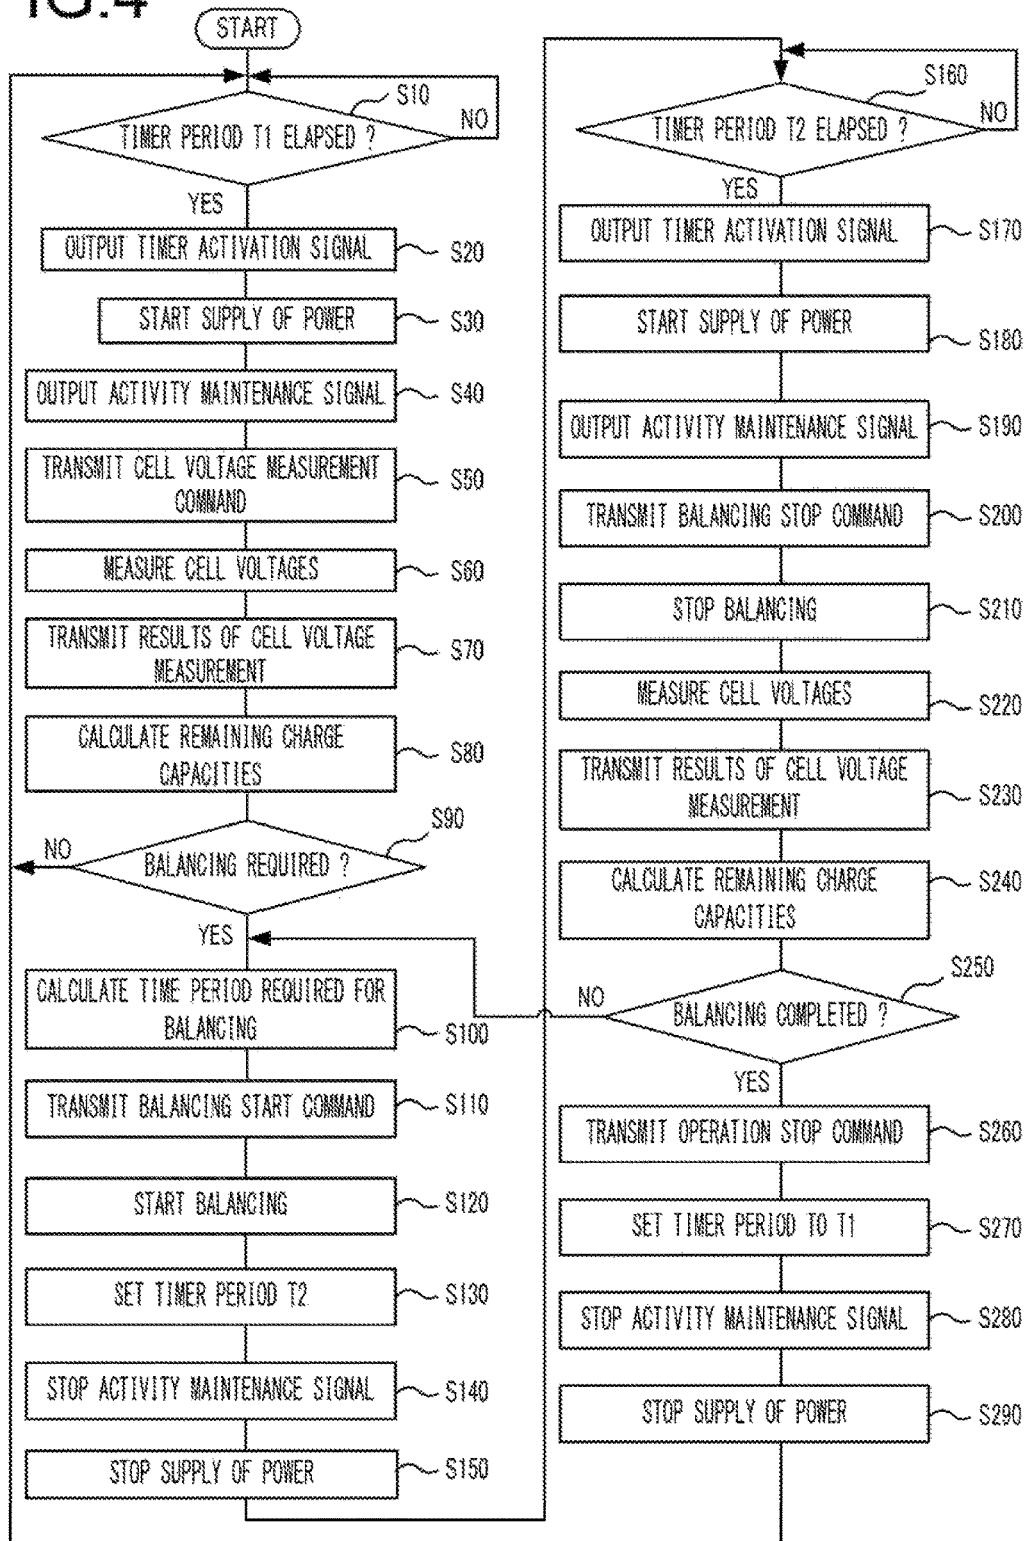 IG.4
START
S10
TIMER PERIOD T1 ELAPSED ?
NO
YES
OUTPUT TIMER ACTIVATION SIGNAL
S20
START SUPPLY OF POWER
S30
OUTPUT ACTIVITY MAINTENANCE SIGNAL
S40
TRANSMIT CELL VOLTAGE MEASUREMENT
COMMAND
S50
MEASURE CELL VOLTAGES
S60
TRANSMIT RESULTS OF CELL VOLTAGE
MEASUREMENT
S70
CALCULATE REMAINING CHARGE
CAPACITIES
S80
S90
NO
BALANCING REQUIRED ?
YES
CALCULATE TIME PERIOD REQUIRED FOR
BALANCING
S100
TRANSMIT BALANCING START COMMAND
S110
START BALANCING
S120
SET TIMER PERIOD T2
S130
STOP ACTIVITY MAINTENANCE SIGNAL
S140
STOP SUPPLY OF POWER
S150
S160
TIMER PERIOD T2 ELAPSED ?
NO
YES
OUTPUT TIMER ACTIVATION SIGNAL
S170
START SUPPLY OF POWER
S180
OUTPUT ACTIVITY MAINTENANCE SIGNAL
S190
TRANSMIT BALANCING STOP COMMAND
S200
STOP BALANCING
S210
MEASURE CELL VOLTAGES
S220
TRANSMIT RESULTS OF CELL VOLTAGE
MEASUREMENT
S230
CALCULATE REMAINING CHARGE
CAPACITIES
S240
S250
NO
BALANCING COMPLETED ?
YES
TRANSMIT OPERATION STOP COMMAND
S260
SET TIMER PERIOD TO T1
S270
STOP ACTIVITY MAINTENANCE SIGNAL
S280
STOP SUPPLY OF POWER
S290